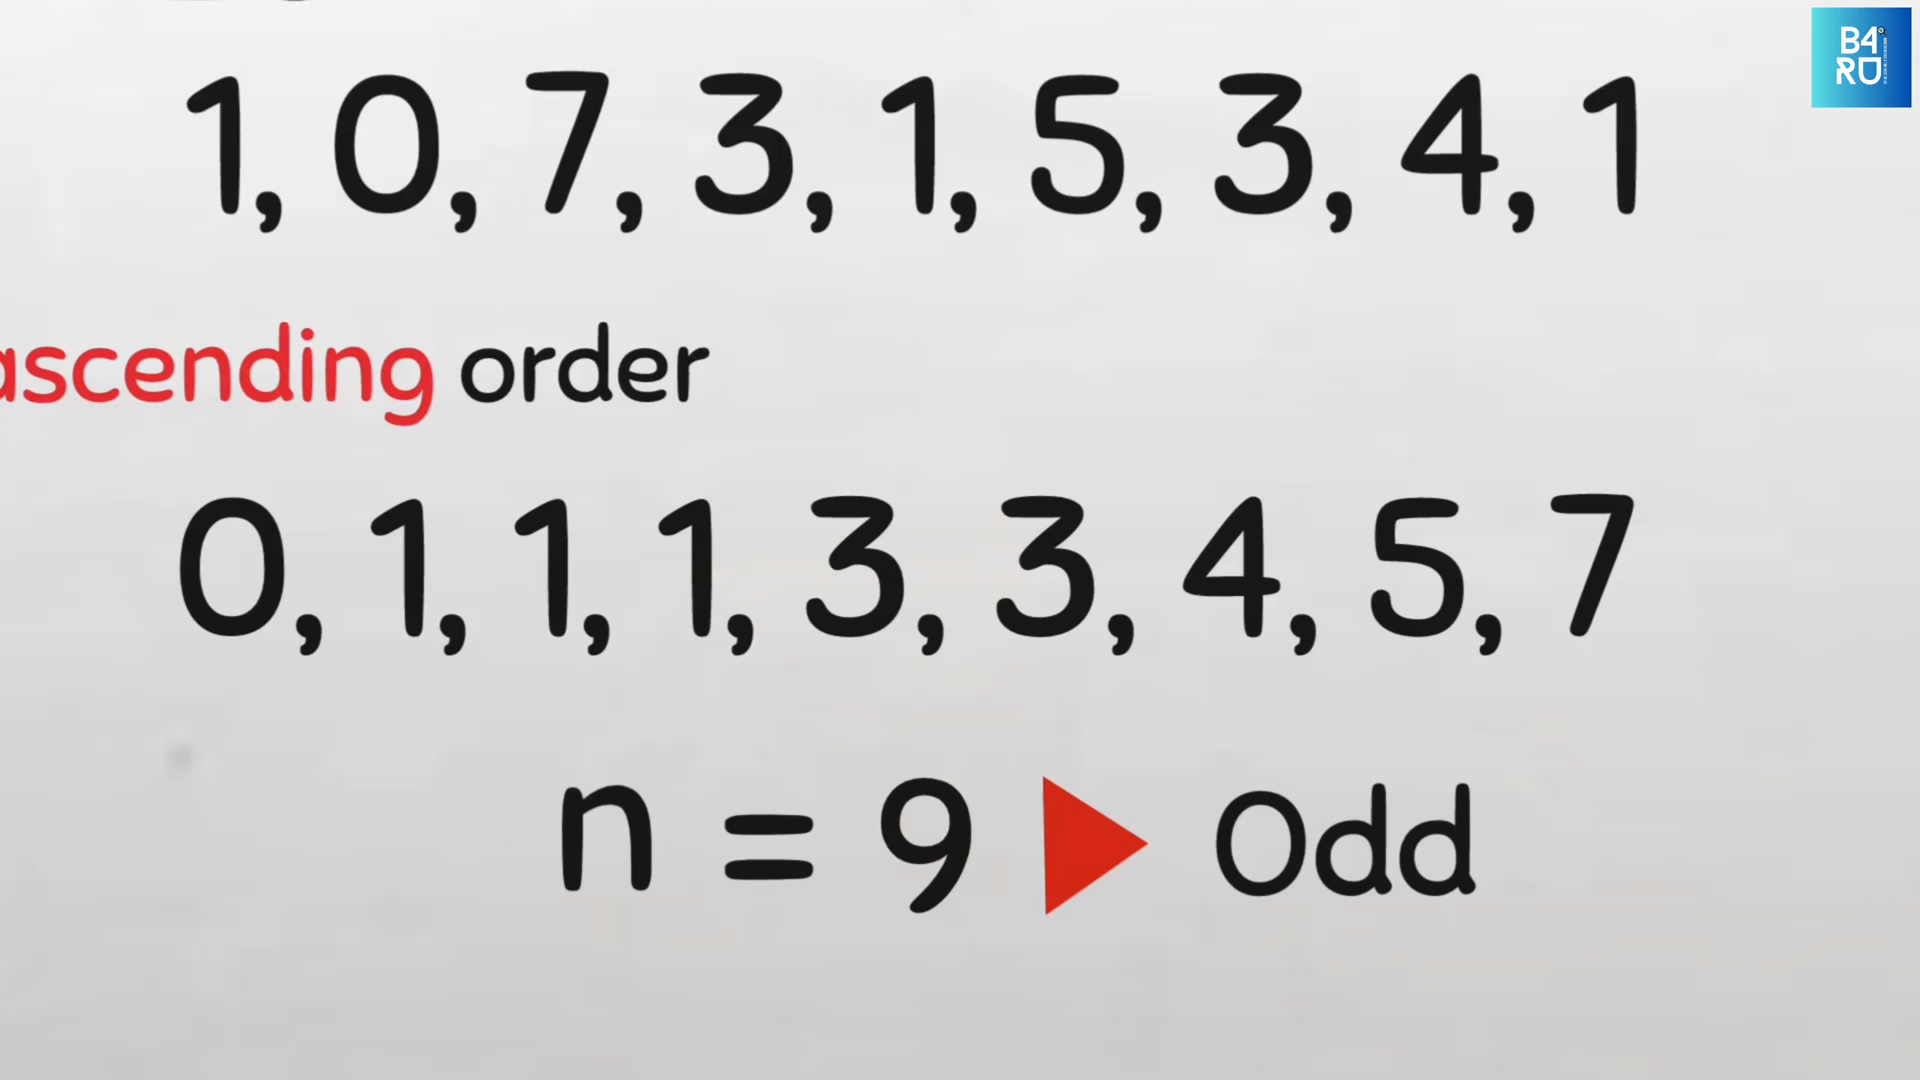 B4
RU
1, 0, 7, 3, 1, 5, 3, 4, 1
ascending order
0, 1, 1, 1, 3, 3, 4, 5, 7
n = 9 ▶ Odd